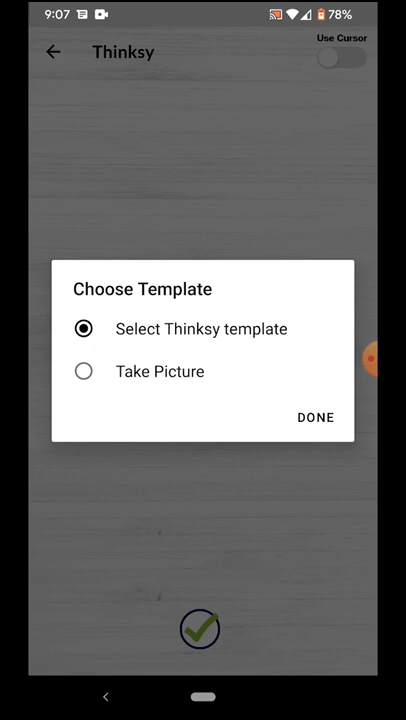 9:07
78%
Thinksy
Use Cursor
Choose Template
Select Thinksy template
Take Picture
DONE